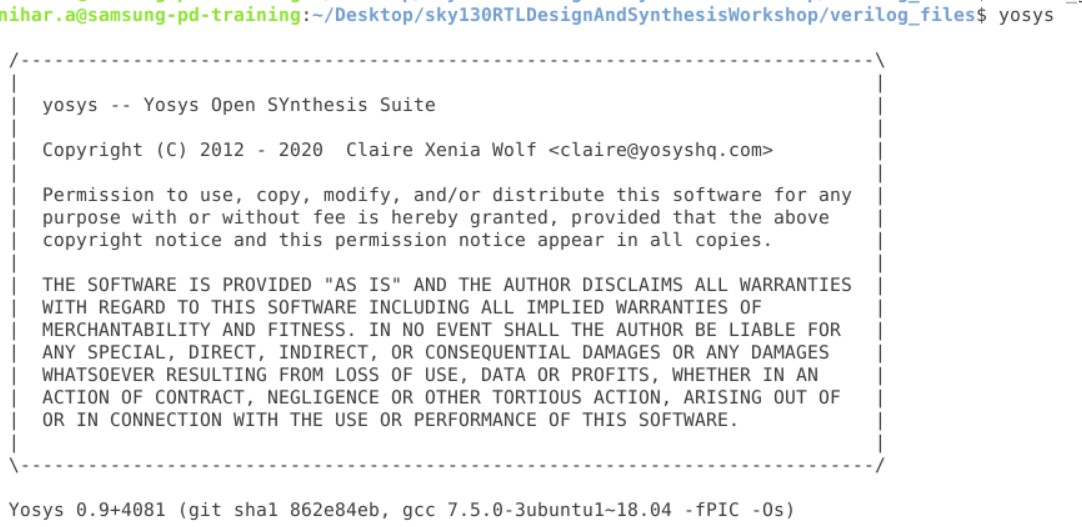 nihar.a@samsung-pd-training:~/Desktop/sky130RTLDesignAndSynthesisWorkshop/verilog_files$ yosys
/----------------------------------------------------------------------------\
|                                                                            |
|  yosys -- Yosys Open SYnthesis Suite                                       |
|                                                                            |
|  Copyright (C) 2012 - 2020  Claire Xenia Wolf <claire@yosyshq.com>         |
|                                                                            |
|  Permission to use, copy, modify, and/or distribute this software for any  |
|  purpose with or without fee is hereby granted, provided that the above    |
|  copyright notice and this permission notice appear in all copies.         |
|                                                                            |
|  THE SOFTWARE IS PROVIDED "AS IS" AND THE AUTHOR DISCLAIMS ALL WARRANTIES  |
|  WITH REGARD TO THIS SOFTWARE INCLUDING ALL IMPLIED WARRANTIES OF          |
|  MERCHANTABILITY AND FITNESS. IN NO EVENT SHALL THE AUTHOR BE LIABLE FOR   |
|  ANY SPECIAL, DIRECT, INDIRECT, OR CONSEQUENTIAL DAMAGES OR ANY DAMAGES    |
|  WHATSOEVER RESULTING FROM LOSS OF USE, DATA OR PROFITS, WHETHER IN AN     |
|  ACTION OF CONTRACT, NEGLIGENCE OR OTHER TORTIOUS ACTION, ARISING OUT OF   |
|  OR IN CONNECTION WITH THE USE OR PERFORMANCE OF THIS SOFTWARE.            |
|                                                                            |
\----------------------------------------------------------------------------/
Yosys 0.9+4081 (git sha1 862e84eb, gcc 7.5.0-3ubuntu1~18.04 -fPIC -Os)